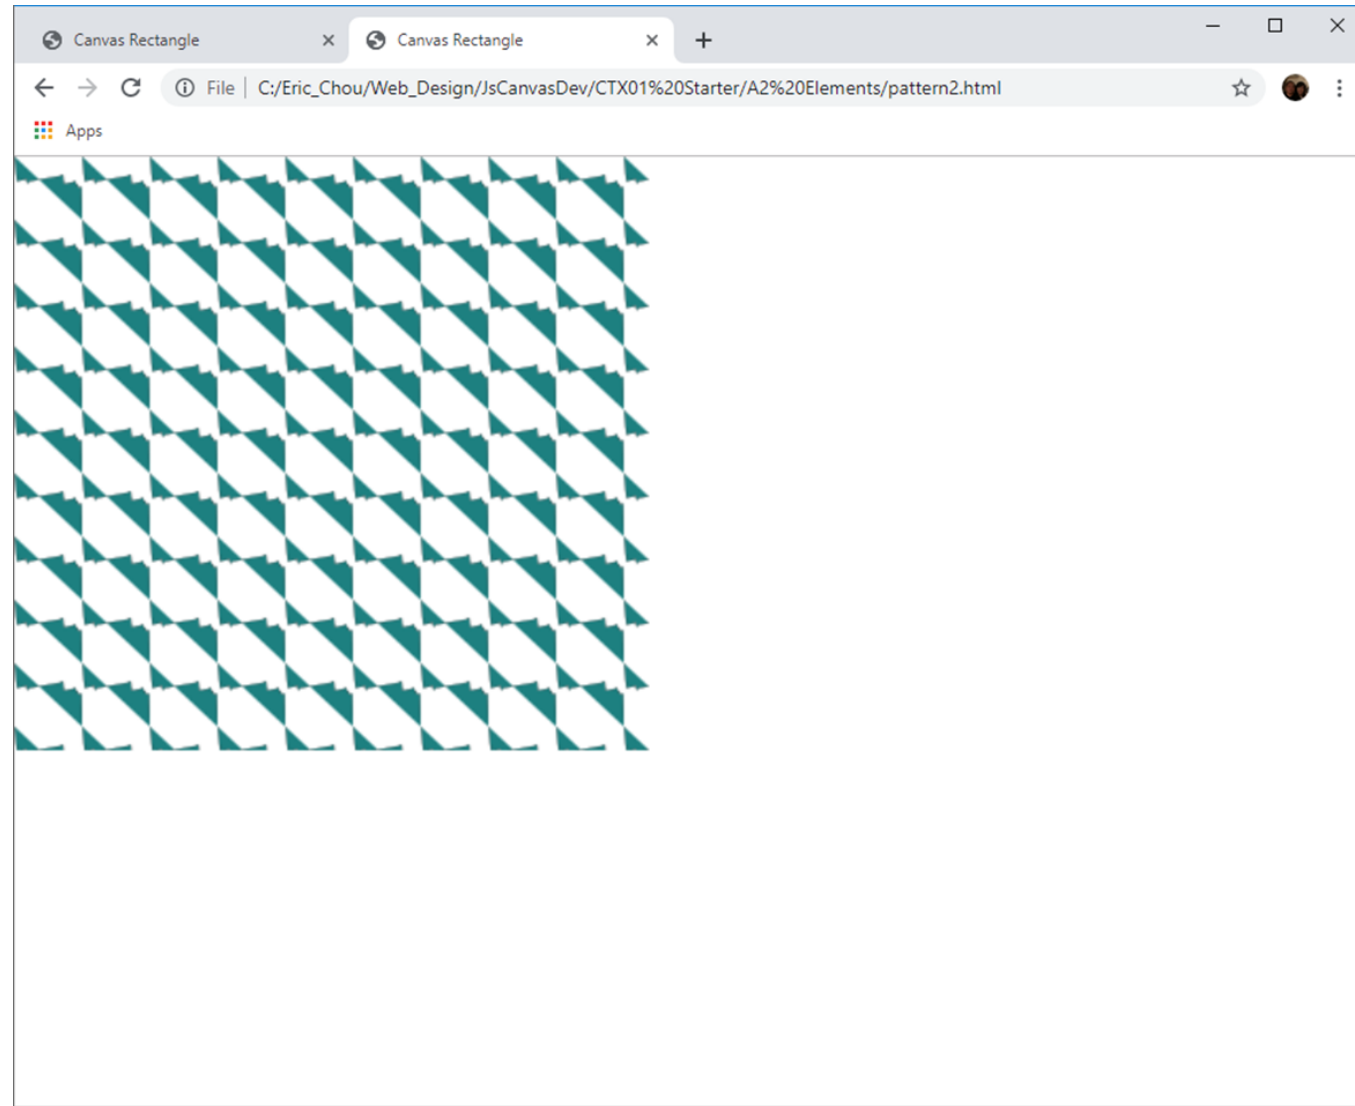 Canvas Rectangle
Canvas Rectangle
File
C:/Eric_Chou/Web_Design/JsCanvasDev/CTX01%20Starter/A2%20Elements/pattern2.html
Apps